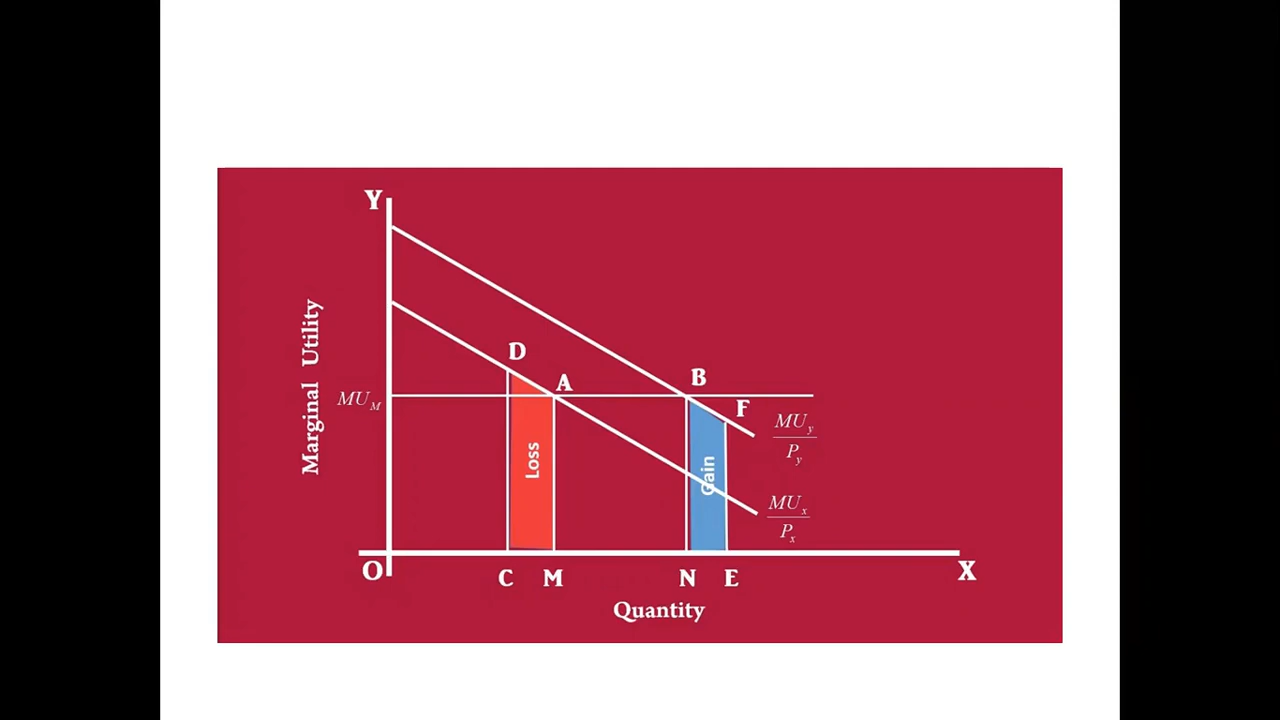 Y
Marginal Utility
D
A
B
F
MU_M
MU_y
P_y
Loss
Gain
MU_x
P_x
O
C
M
N
E
X
Quantity